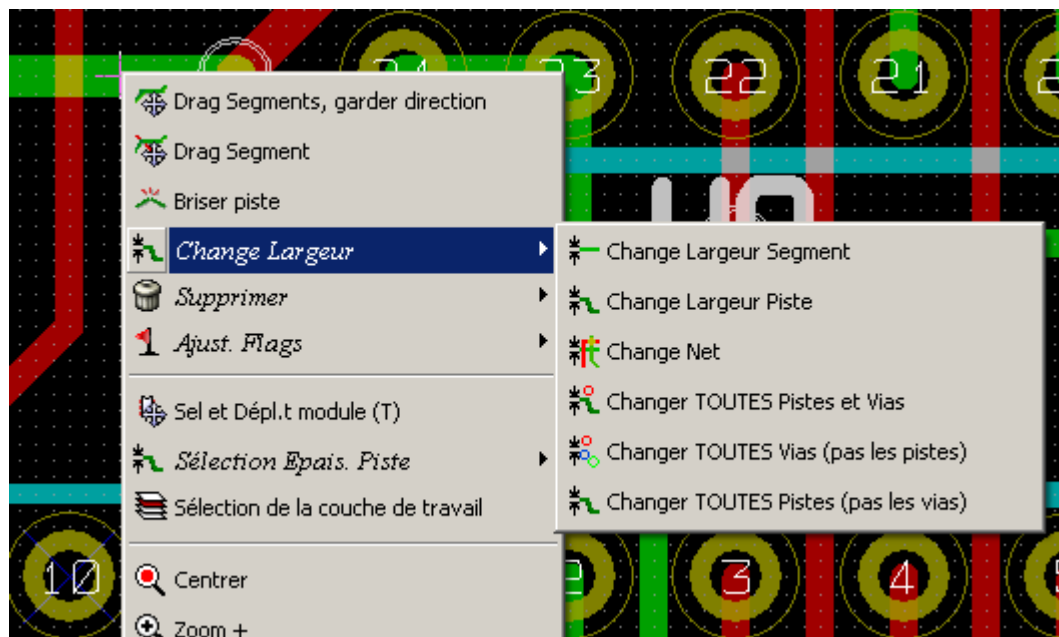 24 23 22 21
Drag Segments, garder direction
Drag Segment
Briser piste
Change Largeur
Supprimer
Ajust. Flags
Sel et Dépl.t module (T)
Sélection Epais. Piste
Sélection de la couche de travail
Centrer
Zoom +
Change Largeur Segment
Change Largeur Piste
Change Net
Changer TOUTES Pistes et Vias
Changer TOUTES Vias (pas les pistes)
Changer TOUTES Pistes (pas les vias)
10 3 4